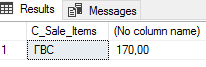 Results Messages
C_Sale_Items (No column name)
1 ГВС 170,00